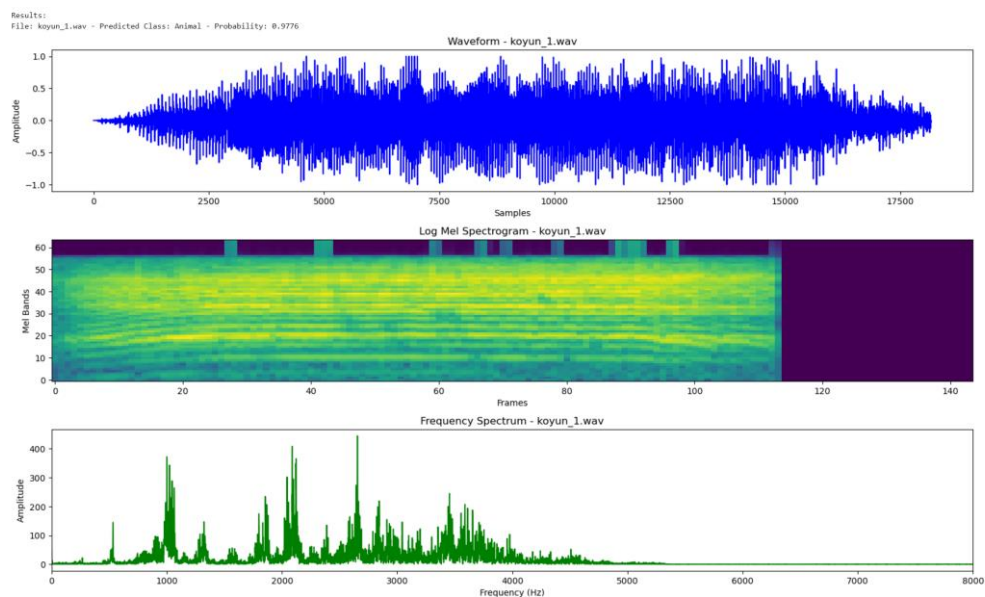 Results:
File: koyun_1.wav - Predicted Class: Animal - Probability: 0.9776
Waveform - koyun_1.wav
1.0
0.5
0.0
−0.5
−1.0
Amplitude
0 2500 5000 7500 10000 12500 15000 17500
Samples
Log Mel Spectrogram - koyun_1.wav
60
50
40
30
20
10
0
Mel Bands
0 20 40 60 80 100 120 140
Frames
Frequency Spectrum - koyun_1.wav
400
300
200
100
0
Amplitude
0 1000 2000 3000 4000 5000 6000 7000 8000
Frequency (Hz)